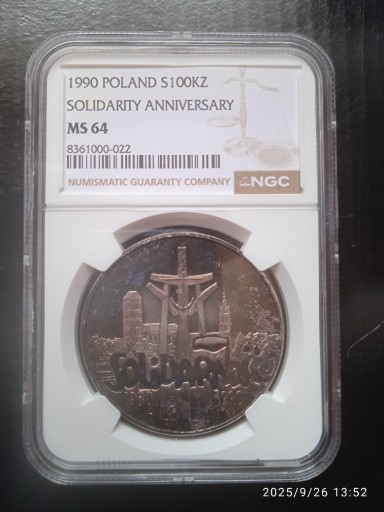 1990 POLAND S100KZ
SOLIDARITY ANNIVERSARY
MS 64
8361000-022
NUMISMATIC GUARANTY COMPANY NGC
SOLIDARNOŚĆ
2025/9/26 13:52